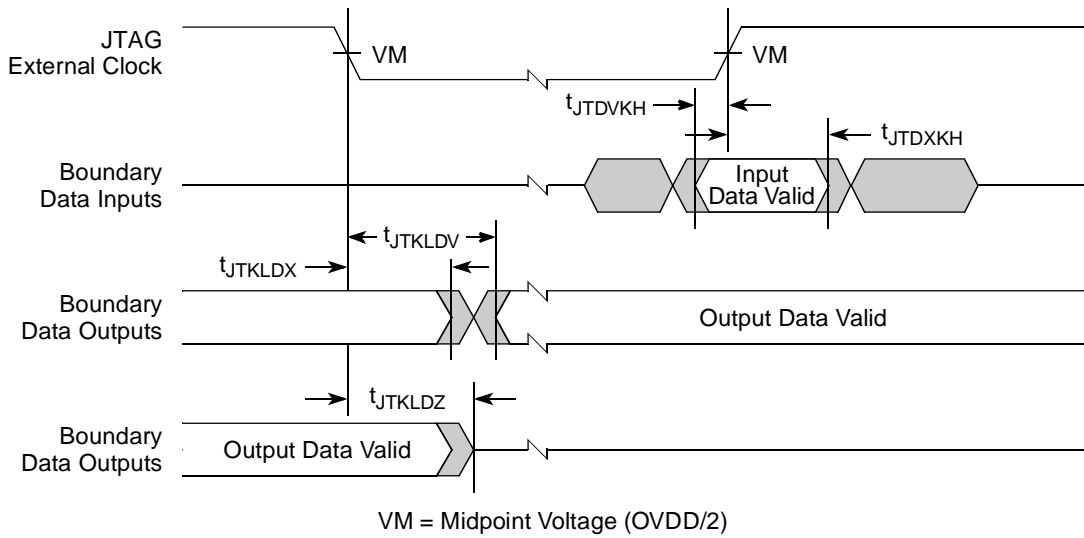 JTAG
External Clock
VM
VM
tJTDVKH
tJTDXKH
Boundary
Data Inputs
Input
Data Valid
tJTKLDV
tJTKLDX
Boundary
Data Outputs
Output Data Valid
tJTKLDZ
Boundary
Data Outputs
Output Data Valid
VM = Midpoint Voltage (OVDD/2)